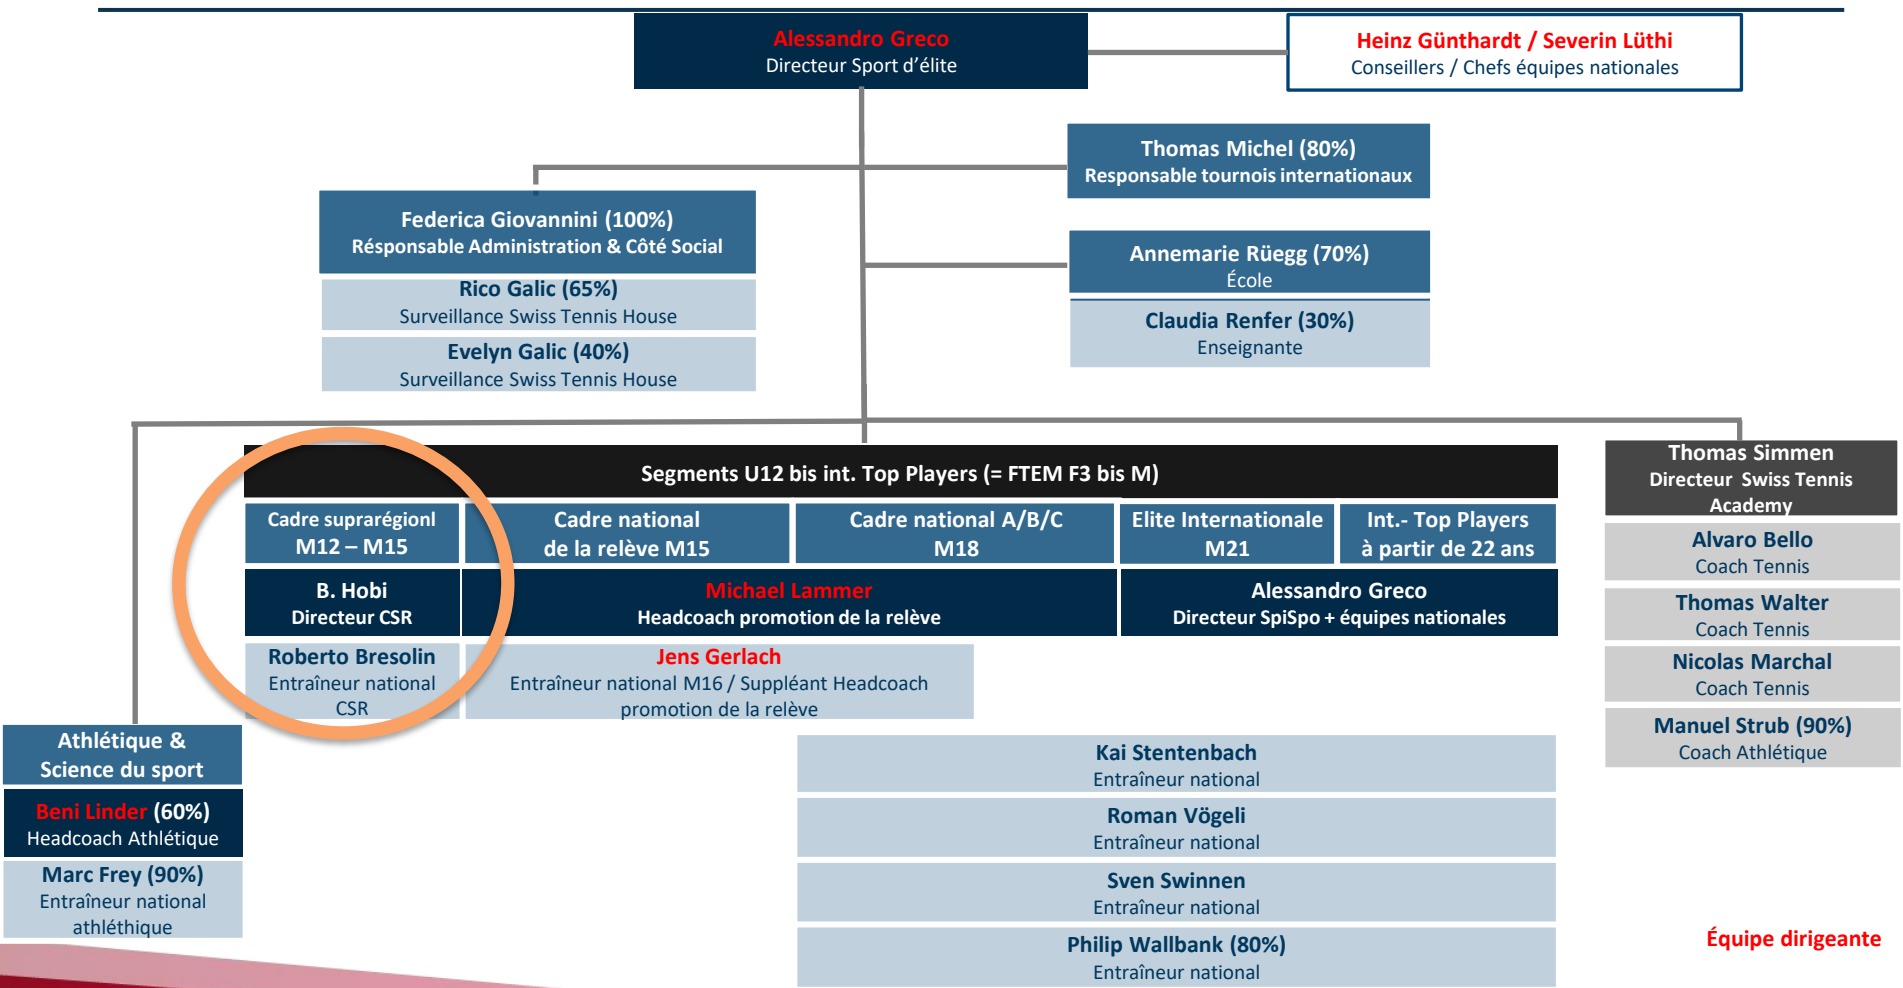 Alessandro Greco
Directeur Sport d'élite
Heinz Günthardt / Severin Lüthi
Conseillers / Chefs équipes nationales
Thomas Michel (80%)
Responsable tournois internationaux
Federica Giovannini (100%)
Résponsable Administration & Côté Social
Rico Galic (65%)
Surveillance Swiss Tennis House
Evelyn Galic (40%)
Surveillance Swiss Tennis House
Annemarie Rüegg (70%)
École
Claudia Renfer (30%)
Enseignante
Segments U12 bis int. Top Players (= FTEM F3 bis M)
Cadre suprarégionl
M12 – M15
Cadre national
de la relève M15
Cadre national A/B/C
M18
Elite Internationale
M21
Int.- Top Players
à partir de 22 ans
B. Hobi
Directeur CSR
Michael Lammer
Headcoach promotion de la relève
Alessandro Greco
Directeur SpiSpo + équipes nationales
Roberto Bresolin
Entraîneur national
CSR
Jens Gerlach
Entraîneur national M16 / Suppléant Headcoach
promotion de la relève
Kai Stentenbach
Entraîneur national
Roman Vögeli
Entraîneur national
Sven Swinnen
Entraîneur national
Philip Wallbank (80%)
Entraîneur national
Thomas Simmen
Directeur Swiss Tennis
Academy
Alvaro Bello
Coach Tennis
Thomas Walter
Coach Tennis
Nicolas Marchal
Coach Tennis
Manuel Strub (90%)
Coach Athlétique
Athlétique &
Science du sport
Beni Linder (60%)
Headcoach Athlétique
Marc Frey (90%)
Entraîneur national
athléthique
Équipe dirigeante